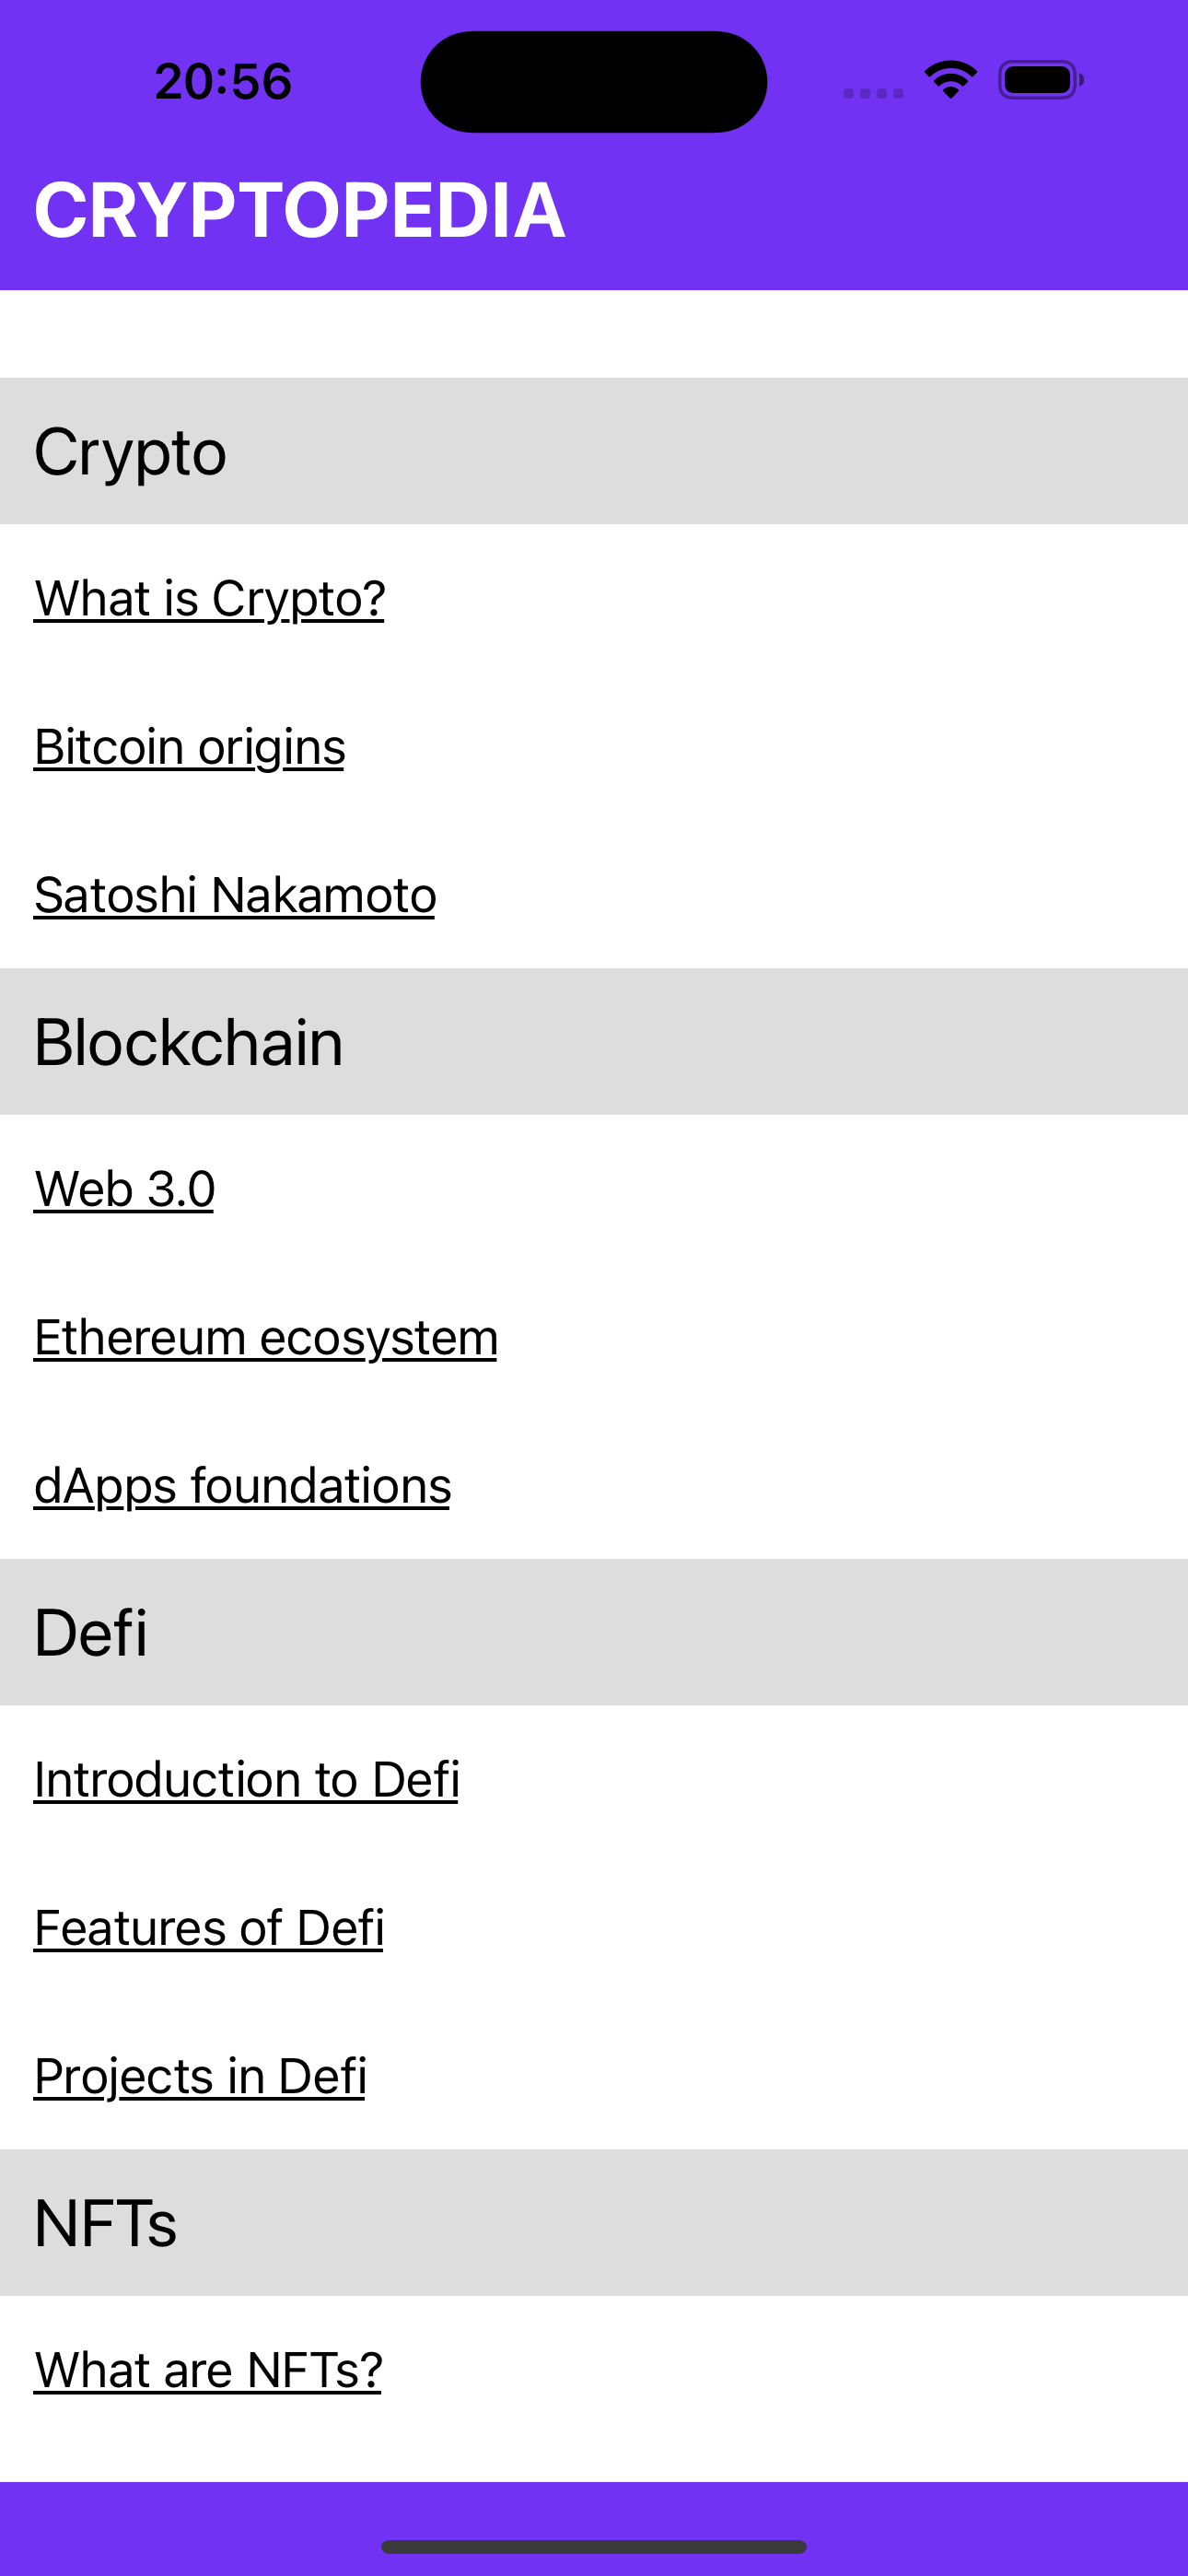 20:56
CRYPTOPEDIA
Crypto
What is Crypto?
Bitcoin origins
Satoshi Nakamoto
Blockchain
Web 3.0
Ethereum ecosystem
dApps foundations
Defi
Introduction to Defi
Features of Defi
Projects in Defi
NFTs
What are NFTs?